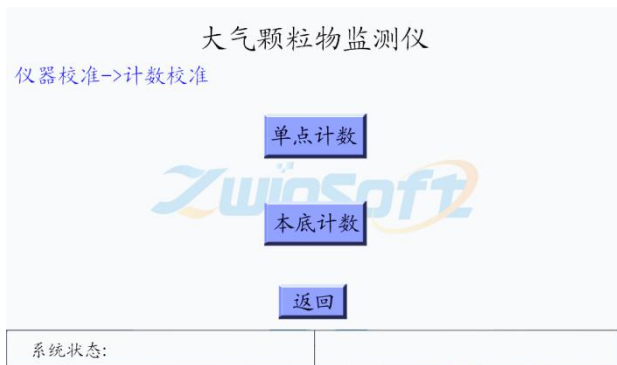 大气颗粒物监测仪
仪器校准->计数校准
单点计数
ZwinSoft
本底计数
返回
系统状态: